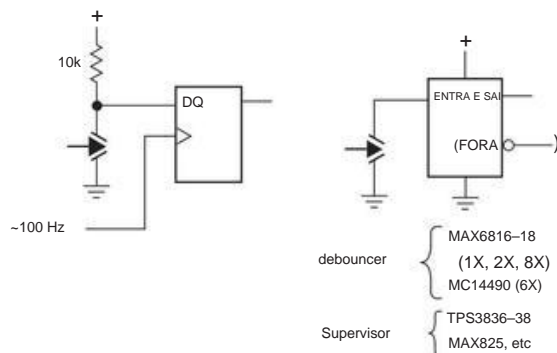 +
10k
DQ
~100 Hz
+
ENTRA E SAI
(FORA )
debouncer
MAX6816–18
(1X, 2X, 8X)
MC14490 (6X)
Supervisor
TPS3836–38
MAX825, etc